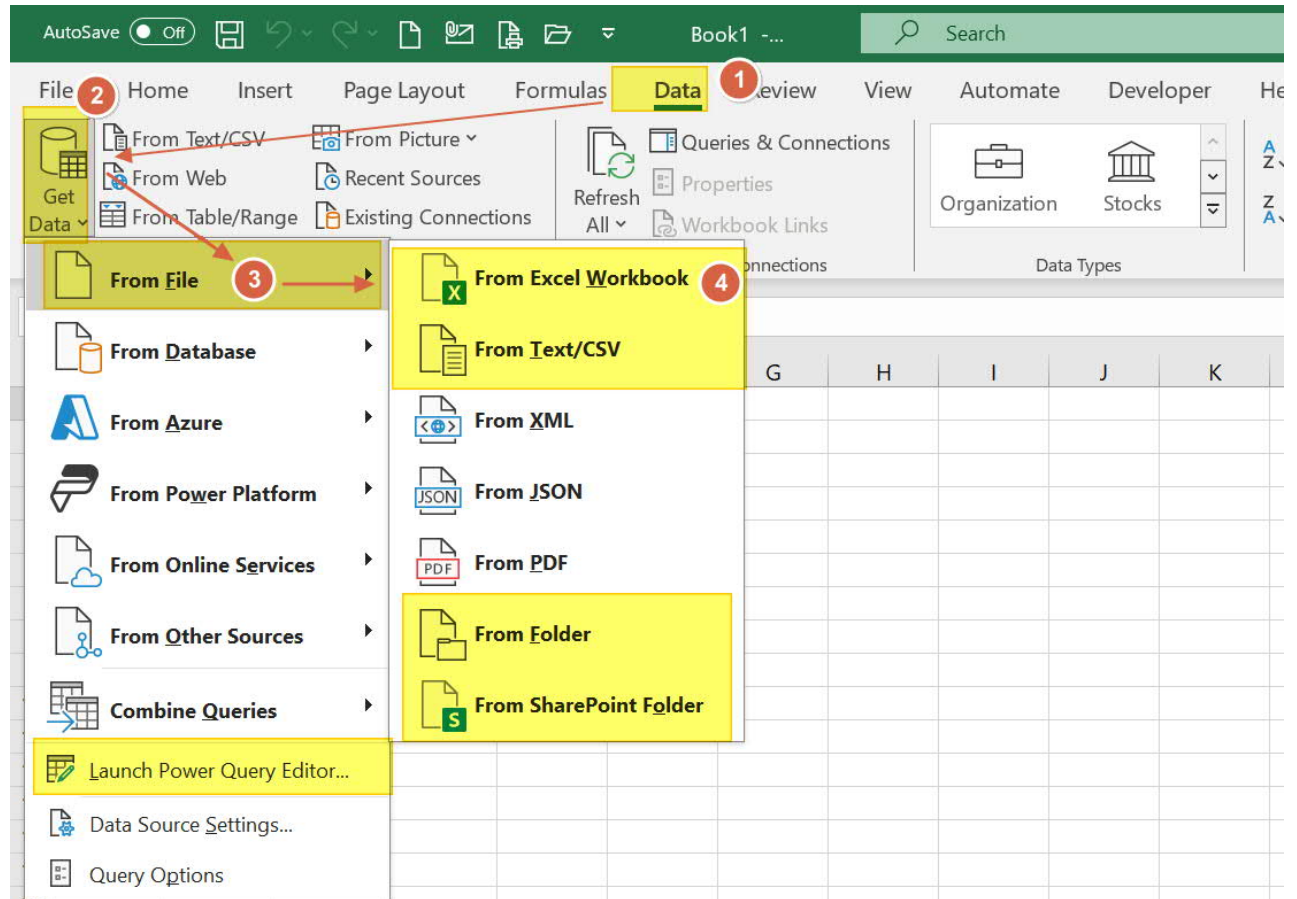 AutoSave Off Book1 -... Search
File 2 Home Insert Page Layout Formulas Data 1 Review View Automate Developer He
Get Data
From Text/CSV
From Web
From Table/Range
From Picture
Recent Sources
Existing Connections
Refresh All
Queries & Connections
Properties
Workbook Links
onnections
Organization
Stocks
Data Types
A
Z
Z
A
From File 3
From Database
From Azure
From Power Platform
From Online Services
From Other Sources
Combine Queries
Launch Power Query Editor...
Data Source Settings...
Query Options
From Excel Workbook 4
X
From Text/CSV
From XML
JSON
From JSON
PDF
From PDF
From Folder
S
From SharePoint Folder
G H I J K